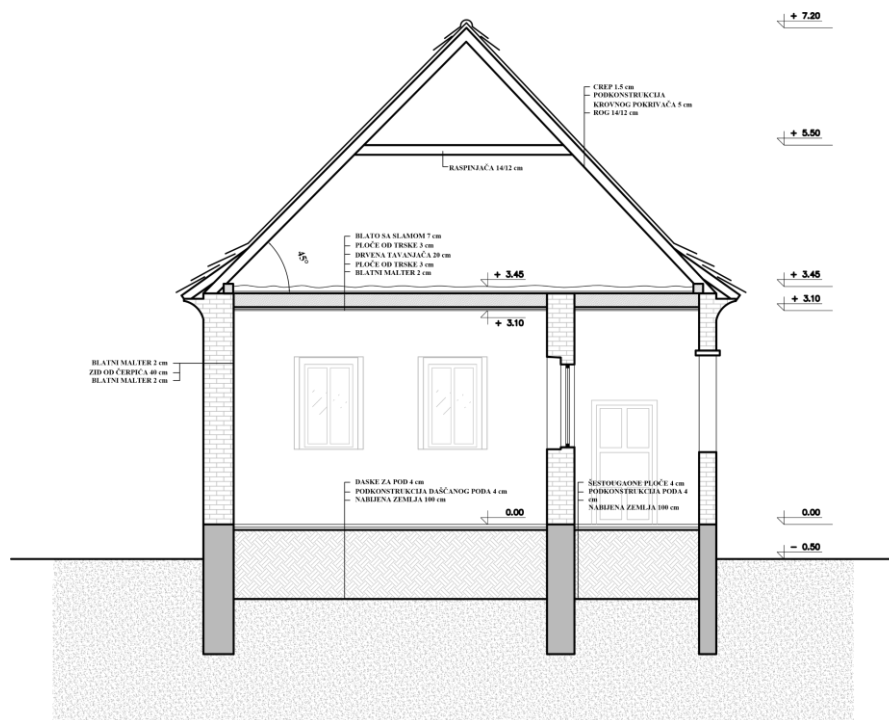 + 7.20
CREP 1.5 cm
PODKONSTRUKCIJA
KROVNOG POKRIVAČA 5 cm
ROG 14/12 cm
+ 5.50
RASPINJAČA 14/12 cm
BLATO SA SLAMOM 7 cm
PLOČE OD TRSKE 3 cm
DRVENA TAVANJAČA 20 cm
PLOČE OD TRSKE 3 cm
BLATNI MALTER 2 cm
45°
+ 3.45
+ 3.45
+ 3.10
+ 3.10
BLATNI MALTER 2 cm
ZID OD ČERPIĆA 40 cm
BLATNI MALTER 2 cm
DASKE ZA POD 4 cm
PODKONSTRUKCIJA DAŠČANOG PODA 4 cm
NABIJENA ZEMLJA 100 cm
ŠESTOUGAONE PLOČE 4 cm
PODKONSTRUKCIJA PODA 4
cm
NABIJENA ZEMLJA 100 cm
0.00
0.00
- 0.50